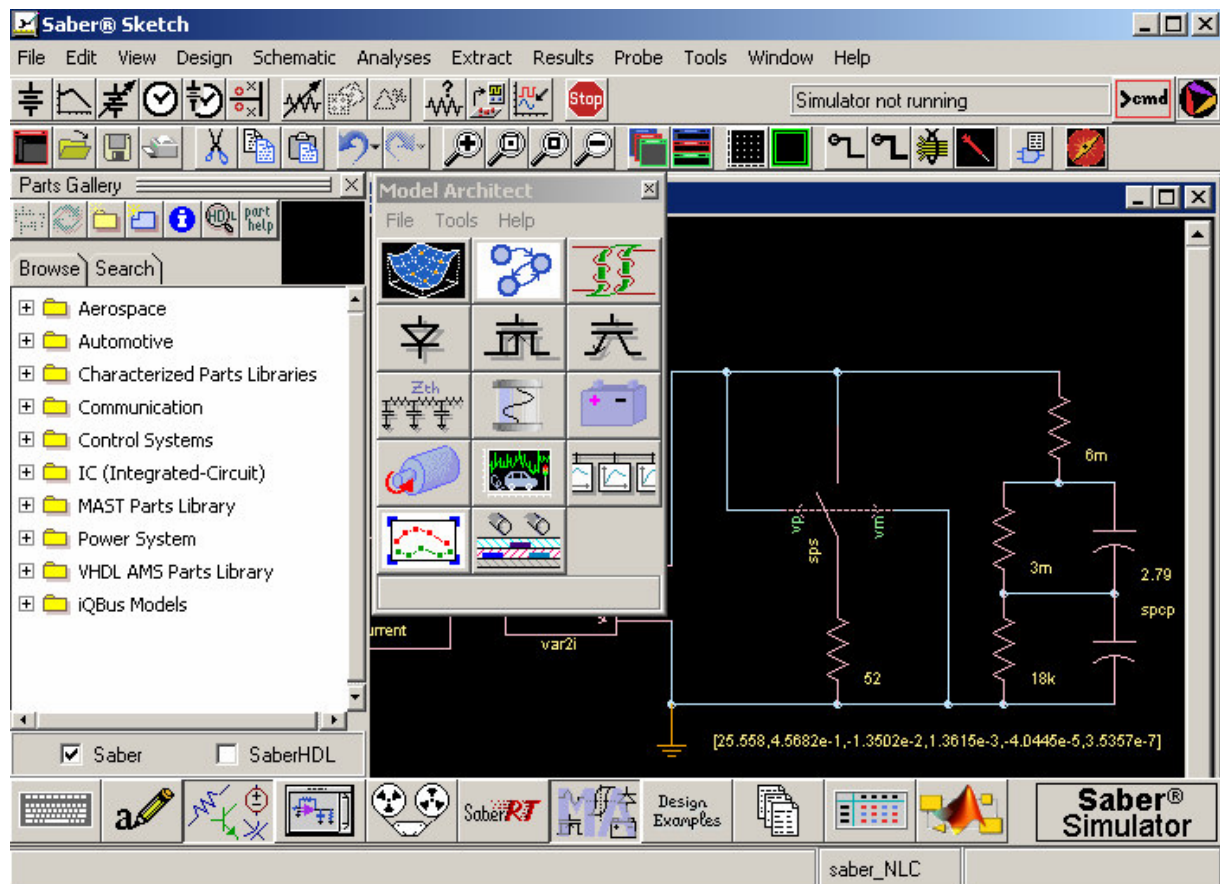 Saber® Sketch
File Edit View Design Schematic Analyses Extract Results Probe Tools Window Help
Stop
Simulator not running
>cmd
Parts Gallery
Model Architect
HDL
part help
File Tools Help
Browse Search
Aerospace
Automotive
Characterized Parts Libraries
Communication
Control Systems
IC (Integrated-Circuit)
MAST Parts Library
Power System
VHDL AMS Parts Library
iQBus Models
Zth
6m
vp
vm
sps
3m
2.79
spcp
urrent
var2i
52
18k
[25.558,4.5682e-1,-1.3502e-2,1.3615e-3,-4.0445e-5,3.5357e-7]
Saber
SaberHDL
a
SaberRT
MA
Design Examples
Saber® Simulator
saber_NLC